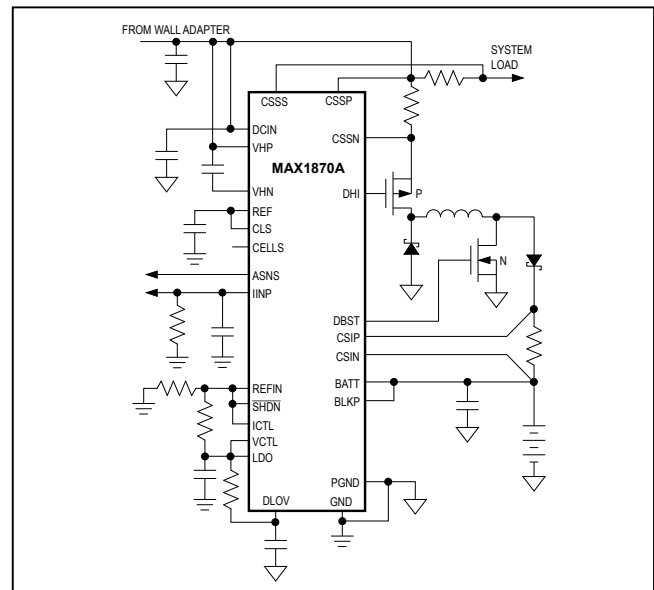 FROM WALL ADAPTER
SYSTEM
LOAD
CSSS
CSSP
DCIN
CSSN
VHP
MAX1870A
VHN
DHI
P
REF
CLS
CELLS
N
ASNS
IINP
DBST
CSIP
CSIN
BATT
REFIN
BLKP
SHDN
ICTL
VCTL
LDO
PGND
DLOV
GND